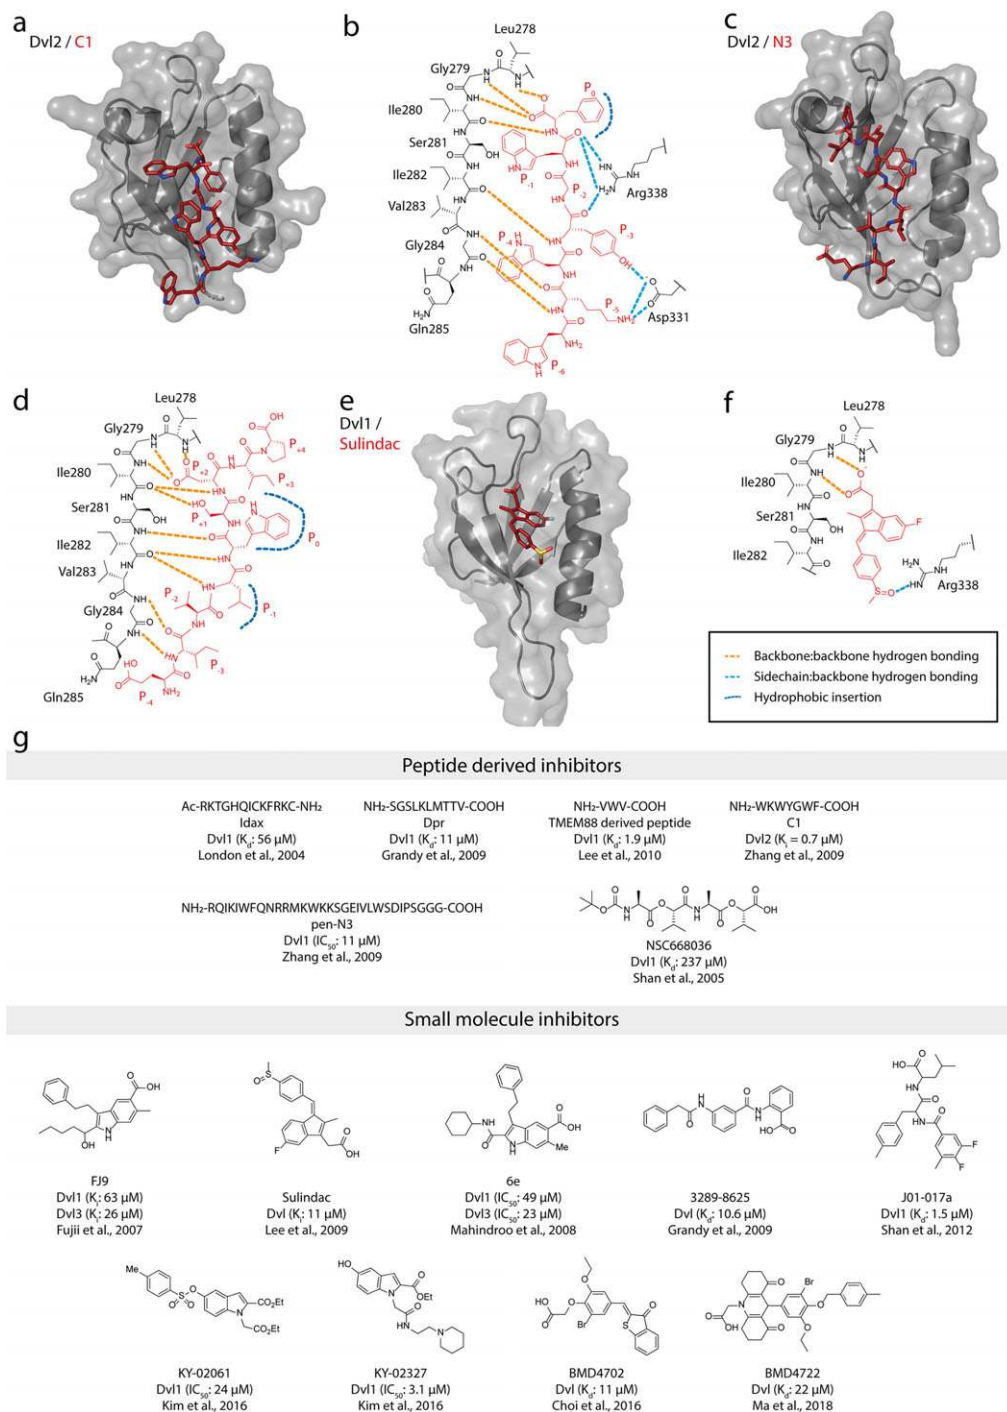 a
Dvl2 / C1
b
Leu278
Gly279
Ile280
Ser281
Ile282
Val283
Gly284
Gln285
P0
P-1
P-2
P-3
P-4
P-5
P-6
Arg338
Asp331
c
Dvl2 / N3
d
Leu278
Gly279
Ile280
Ser281
Ile282
Val283
Gly284
Gln285
P+4
P+3
P+2
P+1
P0
P-1
P-2
P-3
P-4
e
Dvl1 /
Sulindac
f
Leu278
Gly279
Ile280
Ser281
Ile282
Arg338
Backbone:backbone hydrogen bonding
Sidechain:backbone hydrogen bonding
Hydrophobic insertion
g
Peptide derived inhibitors
Ac-RKTGHQICKFRKC-NH₂
Idax
Dvl1 (Kd: 56 μM)
London et al., 2004
NH₂-SGSLKLMTTV-COOH
Dpr
Dvl1 (Kd: 11 μM)
Grandy et al., 2009
NH₂-VWV-COOH
TMEM88 derived peptide
Dvl1 (Kd: 1.9 μM)
Lee et al., 2010
NH₂-WKWYGWF-COOH
C1
Dvl2 (Ki = 0.7 μM)
Zhang et al., 2009
NH₂-RQIKIWFQNRRMKWKKSGEIVLWSDIPSGGG-COOH
pen-N3
Dvl1 (IC50: 11 μM)
Zhang et al., 2009
NSC668036
Dvl1 (Kd: 237 μM)
Shan et al., 2005
Small molecule inhibitors
FJ9
Dvl1 (Ki: 63 μM)
Dvl3 (Ki: 26 μM)
Fujii et al., 2007
Sulindac
Dvl (Ki: 11 μM)
Lee et al., 2009
6e
Dvl1 (IC50: 49 μM)
Dvl3 (IC50: 23 μM)
Mahindroo et al., 2008
3289-8625
Dvl (Kd: 10.6 μM)
Grandy et al., 2009
J01-017a
Dvl1 (Kd: 1.5 μM)
Shan et al., 2012
KY-02061
Dvl1 (IC50: 24 μM)
Kim et al., 2016
KY-02327
Dvl1 (IC50: 3.1 μM)
Kim et al., 2016
BMD4702
Dvl (Kd: 11 μM)
Choi et al., 2016
BMD4722
Dvl (Kd: 22 μM)
Ma et al., 2018